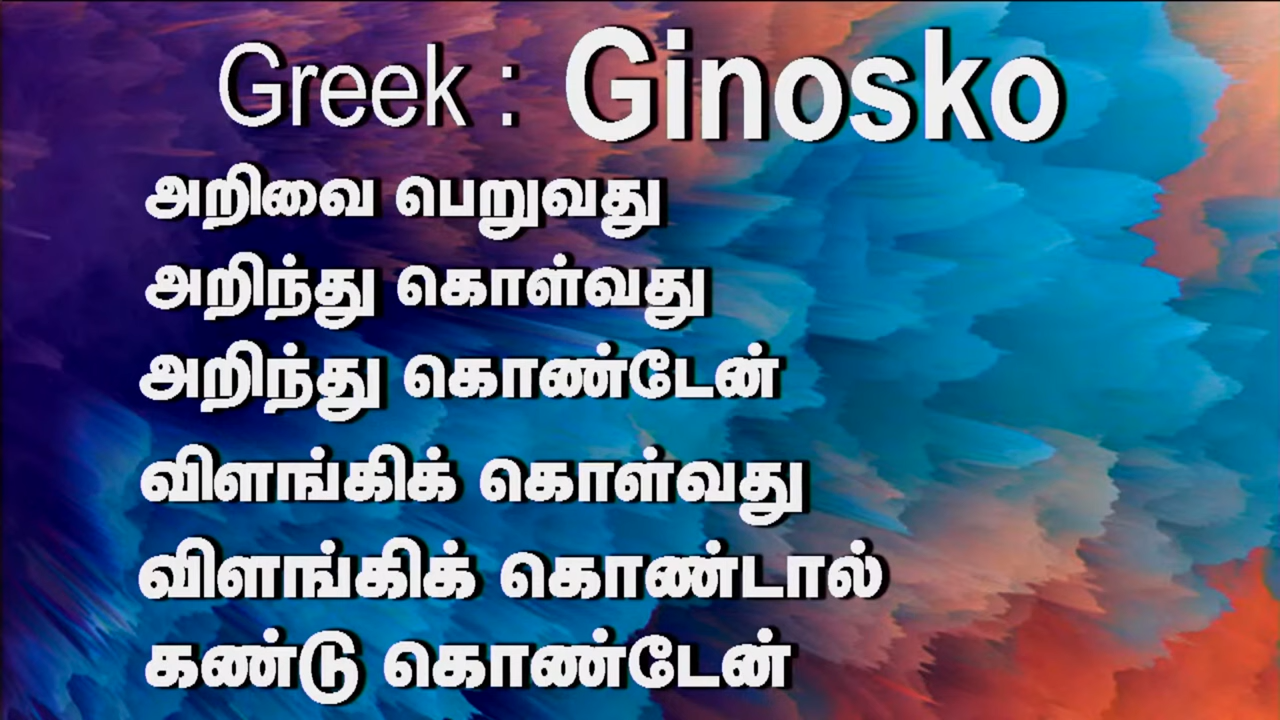 Greek : Ginosko
அறிவை பெறுவது
அறிந்து கொள்வது
அறிந்து கொண்டேன்
விளங்கிக் கொள்வது
விளங்கிக் கொண்டால்
கண்டு கொண்டேன்